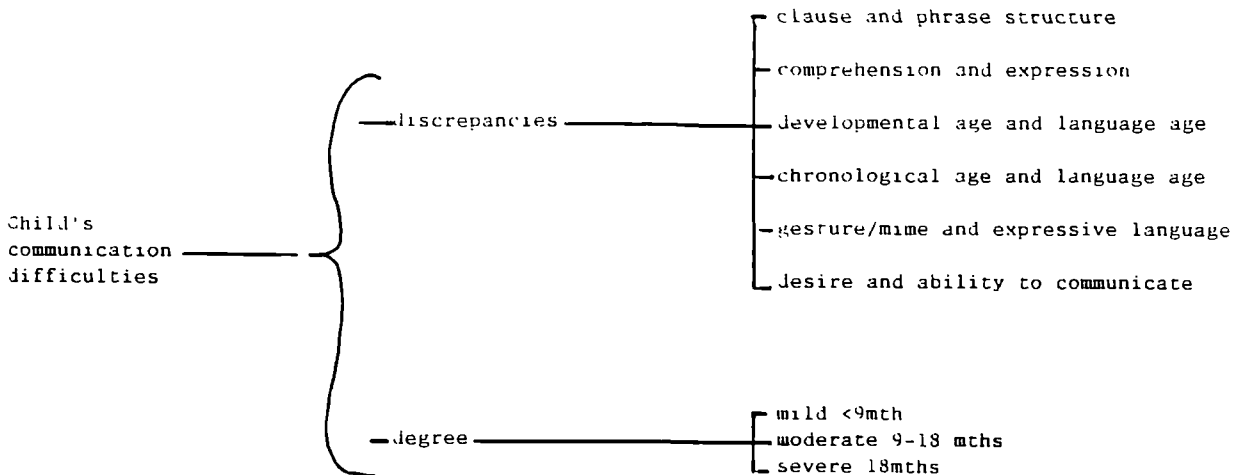 clause and phrase structure
comprehension and expression
discrepancies
developmental age and language age
chronological age and language age
Child's
communication
difficulties
gesture/mime and expressive language
desire and ability to communicate
mild <9mth
degree
moderate 9-18 mths
severe 18mths